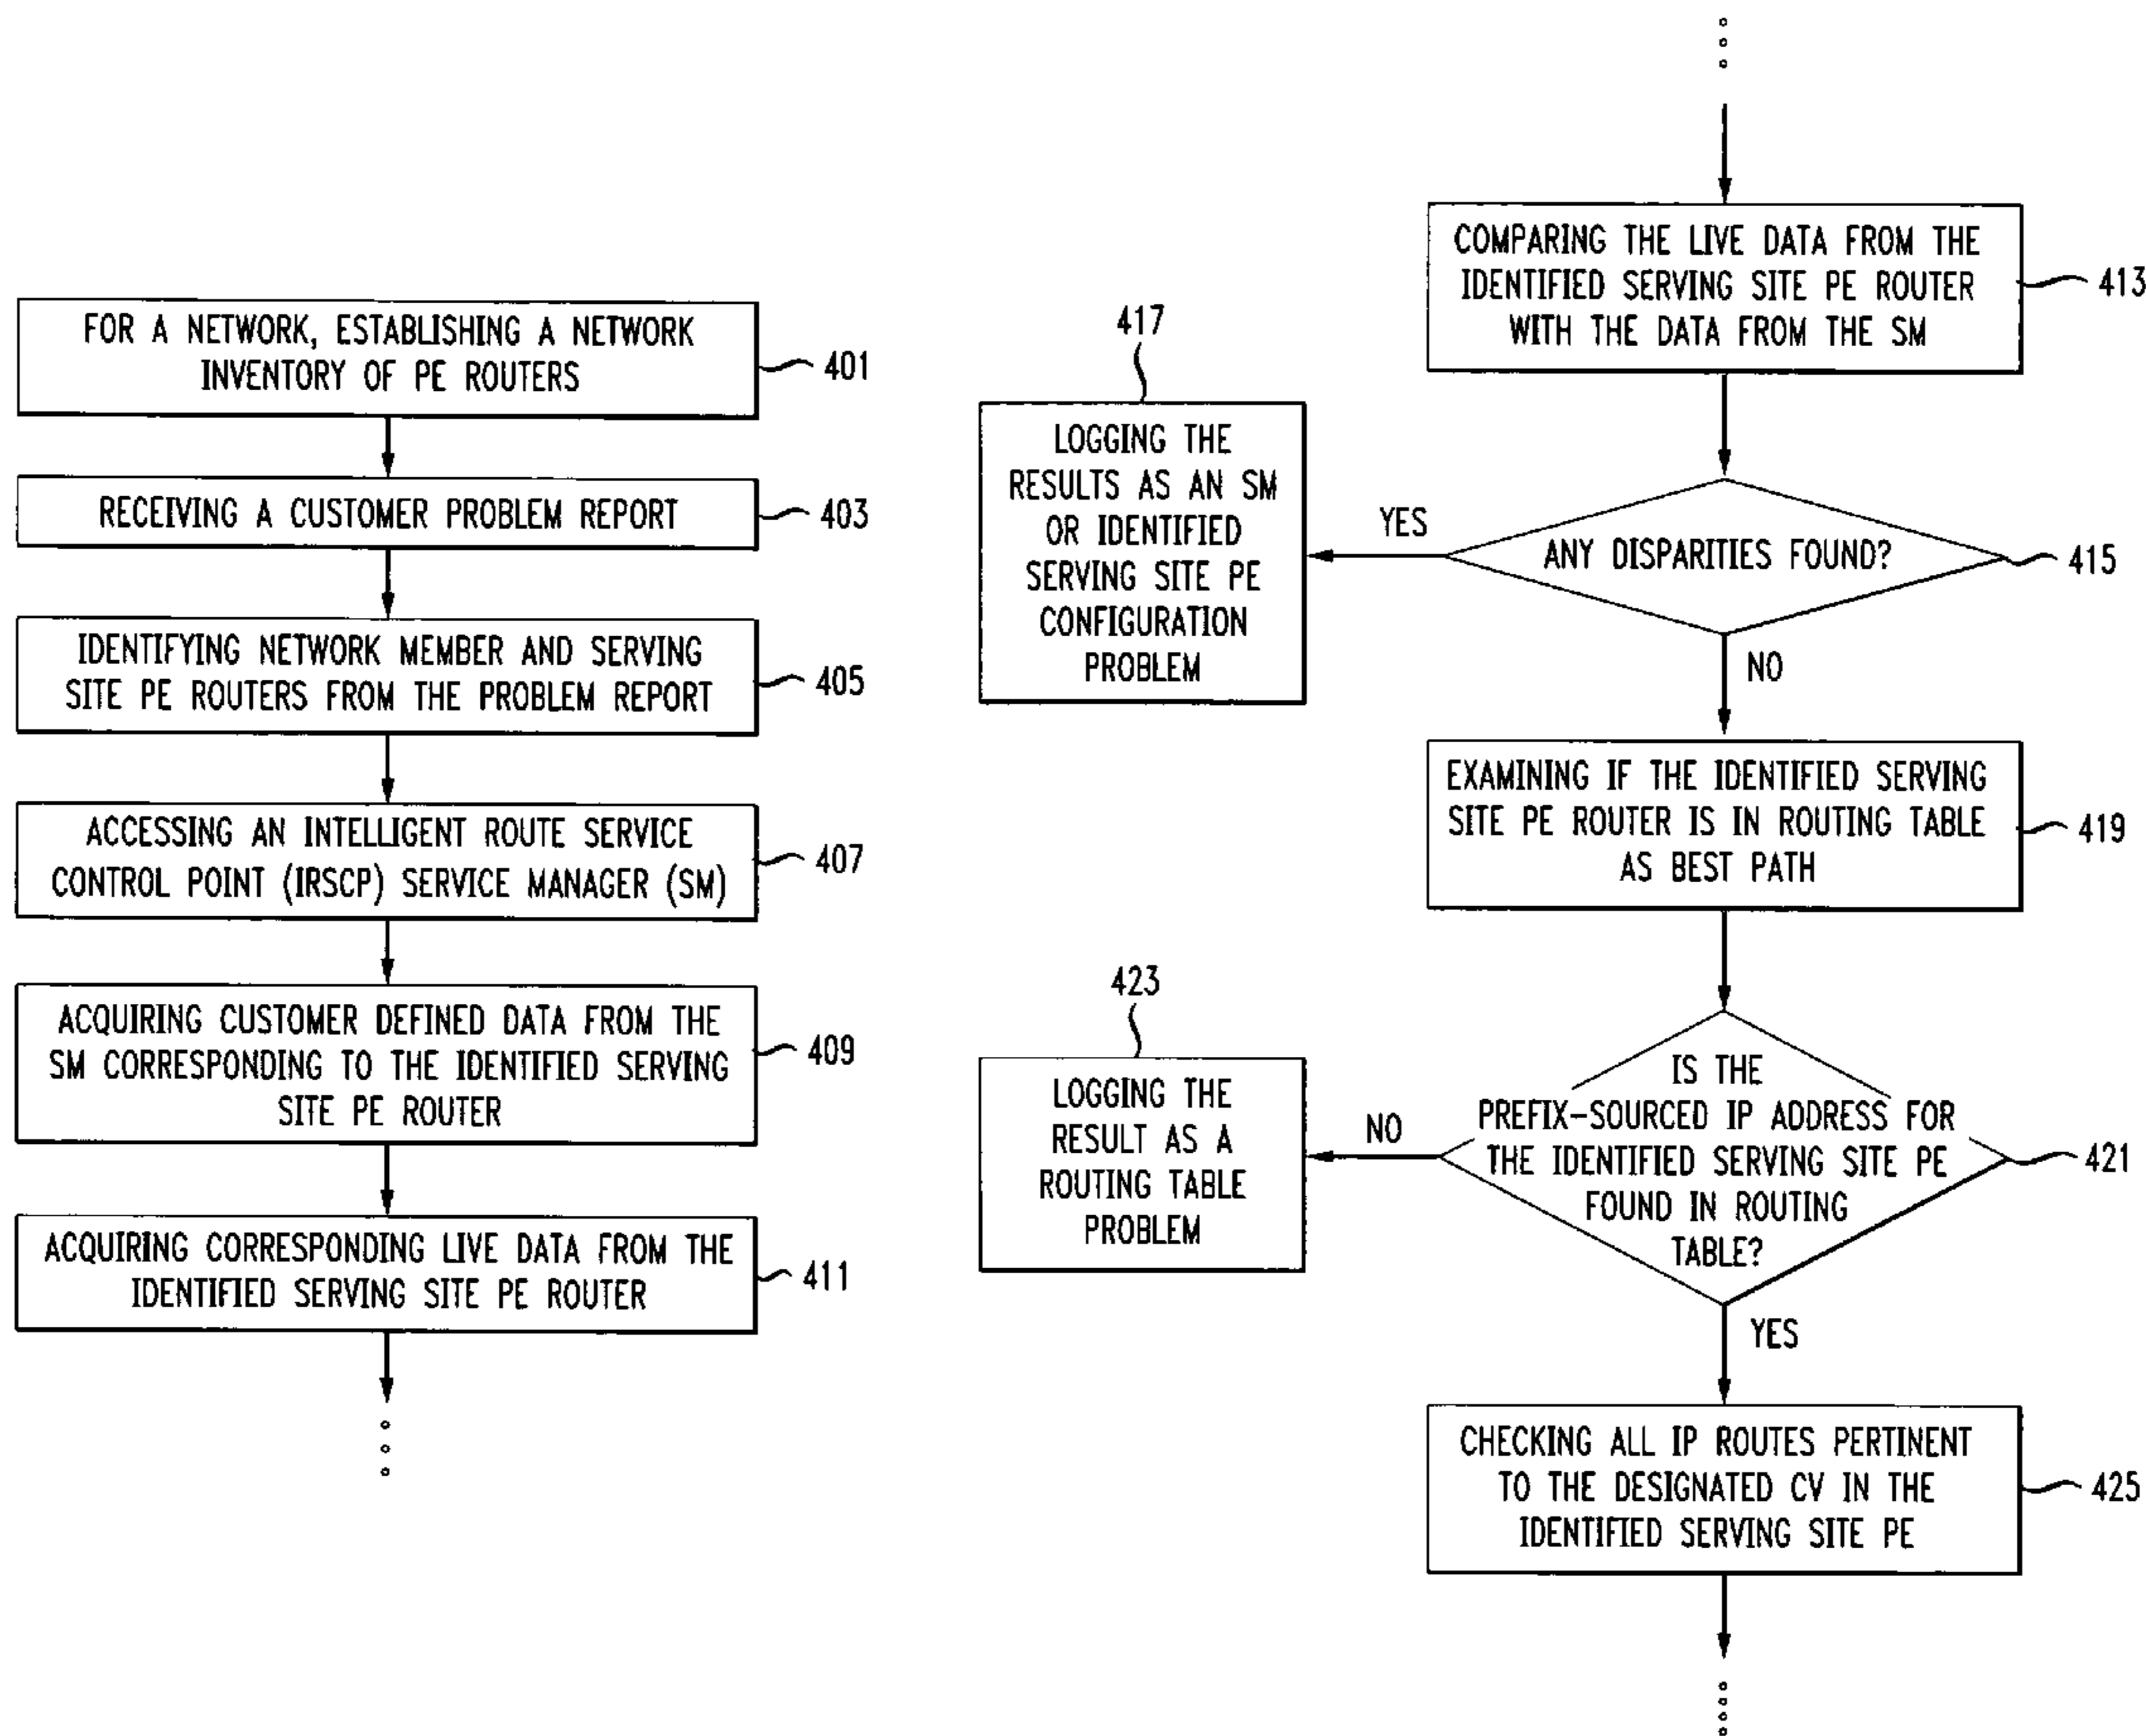 FOR A NETWORK, ESTABLISHING A NETWORK
INVENTORY OF PE ROUTERS
401
RECEIVING A CUSTOMER PROBLEM REPORT
403
IDENTIFYING NETWORK MEMBER AND SERVING
SITE PE ROUTERS FROM THE PROBLEM REPORT
405
ACCESSING AN INTELLIGENT ROUTE SERVICE
CONTROL POINT (IRSCP) SERVICE MANAGER (SM)
407
ACQUIRING CUSTOMER DEFINED DATA FROM THE
SM CORRESPONDING TO THE IDENTIFIED SERVING
SITE PE ROUTER
409
ACQUIRING CORRESPONDING LIVE DATA FROM THE
IDENTIFIED SERVING SITE PE ROUTER
411
COMPARING THE LIVE DATA FROM THE
IDENTIFIED SERVING SITE PE ROUTER
WITH THE DATA FROM THE SM
413
ANY DISPARITIES FOUND?
415
YES
417
LOGGING THE
RESULTS AS AN SM
OR IDENTIFIED
SERVING SITE PE
CONFIGURATION
PROBLEM
NO
EXAMINING IF THE IDENTIFIED SERVING
SITE PE ROUTER IS IN ROUTING TABLE
AS BEST PATH
419
IS THE
PREFIX-SOURCED IP ADDRESS FOR
THE IDENTIFIED SERVING SITE PE
FOUND IN ROUTING
TABLE?
421
NO
423
LOGGING THE
RESULT AS A
ROUTING TABLE
PROBLEM
YES
CHECKING ALL IP ROUTES PERTINENT
TO THE DESIGNATED CV IN THE
IDENTIFIED SERVING SITE PE
425